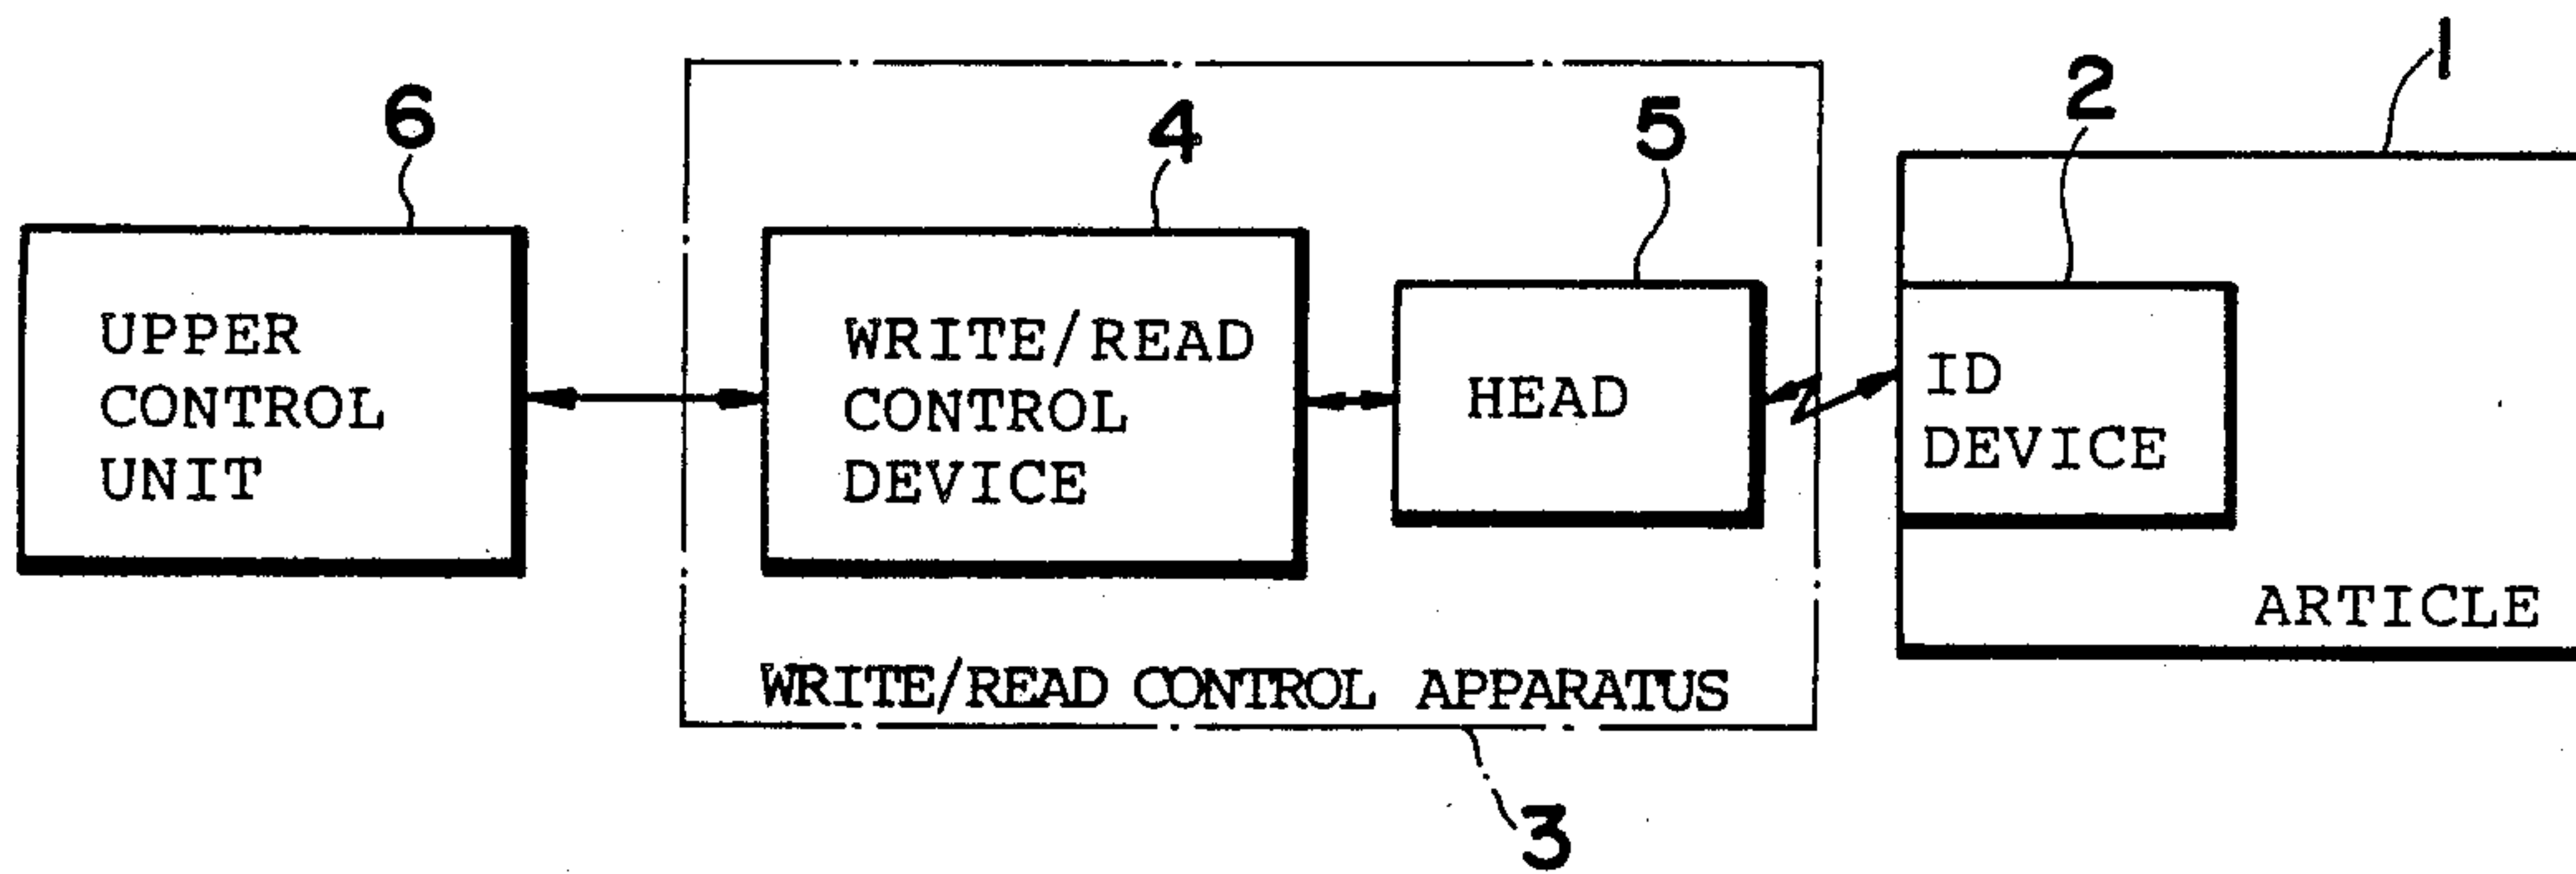 1
2
6
4
5
UPPER
CONTROL
UNIT
WRITE/READ
CONTROL
DEVICE
HEAD
ID
DEVICE
ARTICLE
WRITE/READ CONTROL APPARATUS
3